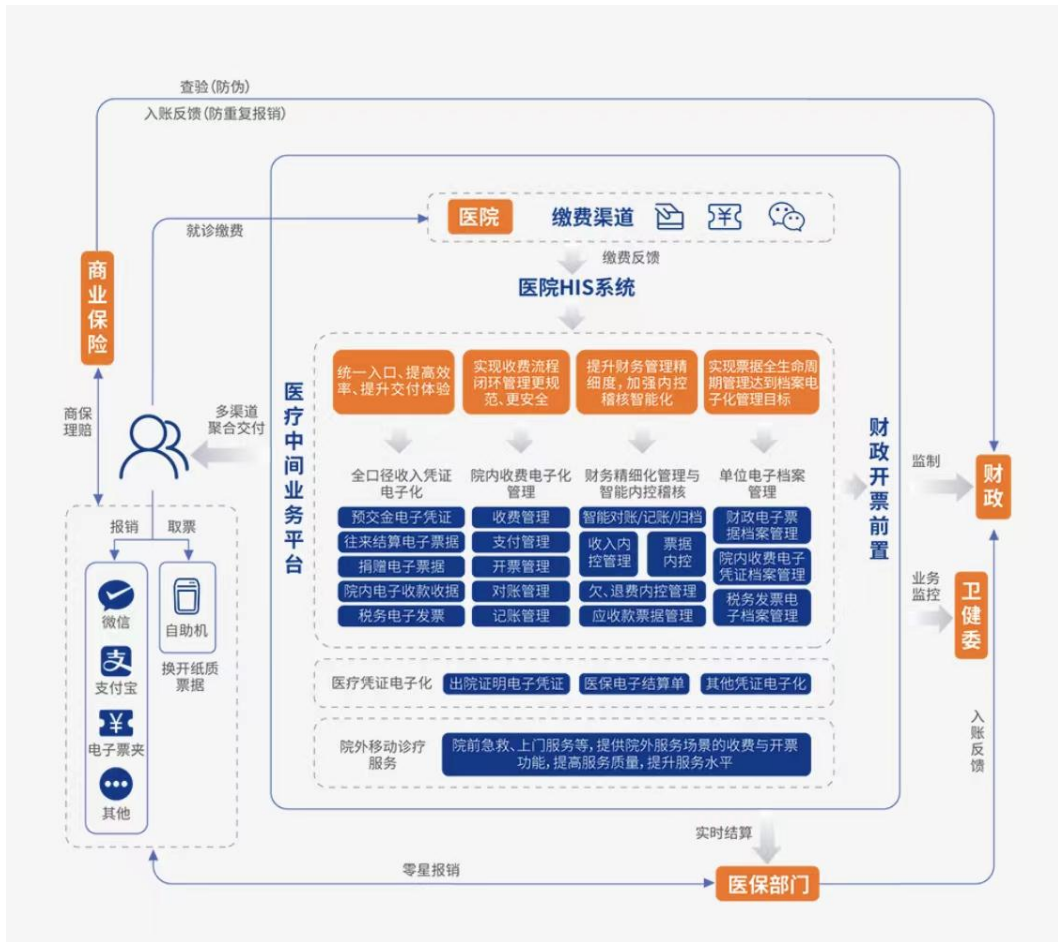 查验(防伪)
入账反馈(防重复报销)
医院
缴费渠道
就诊缴费
缴费反馈
医院HIS系统
商业保险
统一入口、提高效
率、提升交付体验
实现收费流程
闭环管理更规
范、更安全
提升财务管理精
细度，加强内控
稽核智能化
实现票据全生命周
期管理达到档案电
子化管理目标
医疗中间业务平台
财政开票前置
商保
理赔
多渠道
聚合交付
监制
财政
全口径收入凭证
电子化
院内收费电子化
管理
财务精细化管理与
智能内控稽核
单位电子档案
管理
预交金电子凭证
往来结算电子票据
捐赠电子票据
院内电子收款收据
税务电子发票
收费管理
支付管理
开票管理
对账管理
记账管理
智能对账/记账/归档
收入内
控管理
票据
内控
欠、退费内控管理
应收款票据管理
财政电子票
据档案管理
院内收费电子
凭证档案管理
税务发票电
子档案管理
报销
取票
微信
支付宝
电子票夹
其他
自助机
换开纸质
票据
业务
监控
卫健委
医疗凭证电子化
出院证明电子凭证
医保电子结算单
其他凭证电子化
入账反馈
院外移动诊疗
服务
院前急救、上门服务等，提供院外服务场景的收费与开票
功能，提高服务质量，提升服务水平
实时结算
零星报销
医保部门